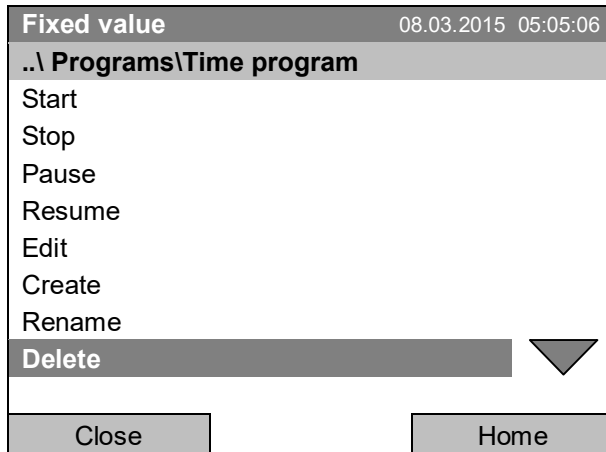 Fixed value 08.03.2015 05:05:06
..\ Programs\Time program
Start
Stop
Pause
Resume
Edit
Create
Rename
Delete
Close Home